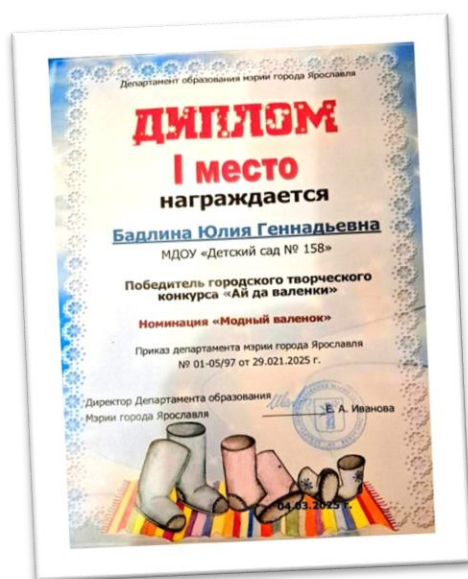 Департамент образования мэрии города Ярославля
ДИПЛОМ
I место
награждается
Бадлина Юлия Геннадьевна
МДОУ «Детский сад № 158»
Победитель городского творческого
конкурса «Ай да валенки»
Номинация «Модный валенок»
Приказ департамента мэрии города Ярославля
№ 01-05/97 от 29.021.2025 г.
Директор Департамента образования
Мэрии города Ярославля
Е. А. Иванова
04.03.2025 г.